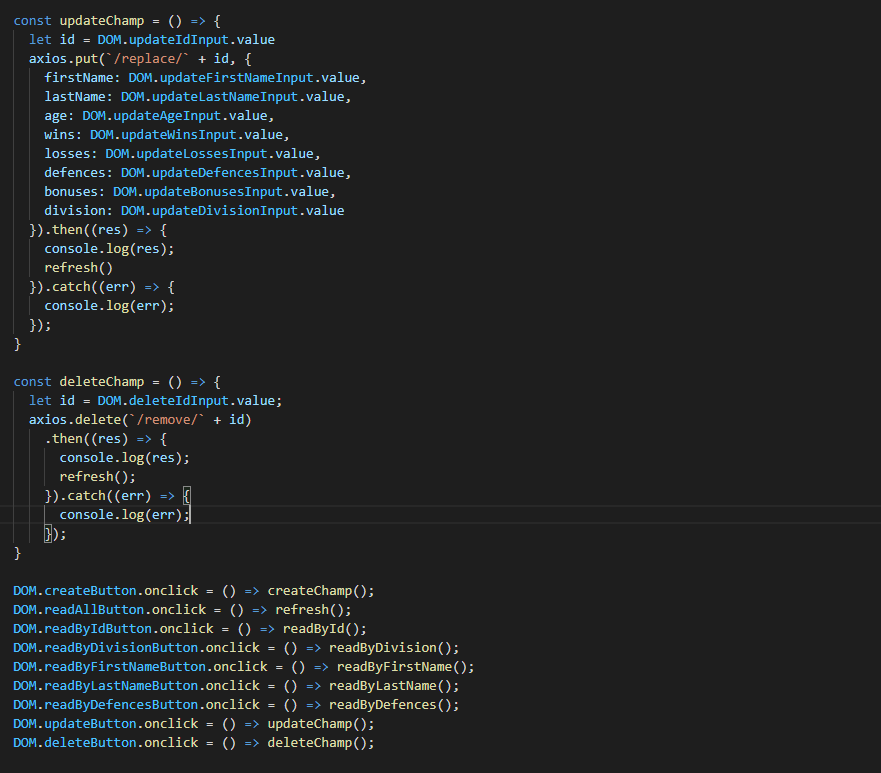 const updateChamp = () => {
  let id = DOM.updateIdInput.value
  axios.put(`/replace/` + id, {
    firstName: DOM.updateFirstNameInput.value,
    lastName: DOM.updateLastNameInput.value,
    age: DOM.updateAgeInput.value,
    wins: DOM.updateWinsInput.value,
    losses: DOM.updateLossesInput.value,
    defences: DOM.updateDefencesInput.value,
    bonuses: DOM.updateBonusesInput.value,
    division: DOM.updateDivisionInput.value
  }).then((res) => {
    console.log(res);
    refresh()
  }).catch((err) => {
    console.log(err);
  });
}

const deleteChamp = () => {
  let id = DOM.deleteIdInput.value;
  axios.delete(`/remove/` + id)
    .then((res) => {
      console.log(res);
      refresh();
    }).catch((err) => {
      console.log(err);
    });
}

DOM.createButton.onclick = () => createChamp();
DOM.readAllButton.onclick = () => refresh();
DOM.readByIdButton.onclick = () => readById();
DOM.readByDivisionButton.onclick = () => readByDivision();
DOM.readByFirstNameButton.onclick = () => readByFirstName();
DOM.readByLastNameButton.onclick = () => readByLastName();
DOM.readByDefencesButton.onclick = () => readByDefences();
DOM.updateButton.onclick = () => updateChamp();
DOM.deleteButton.onclick = () => deleteChamp();